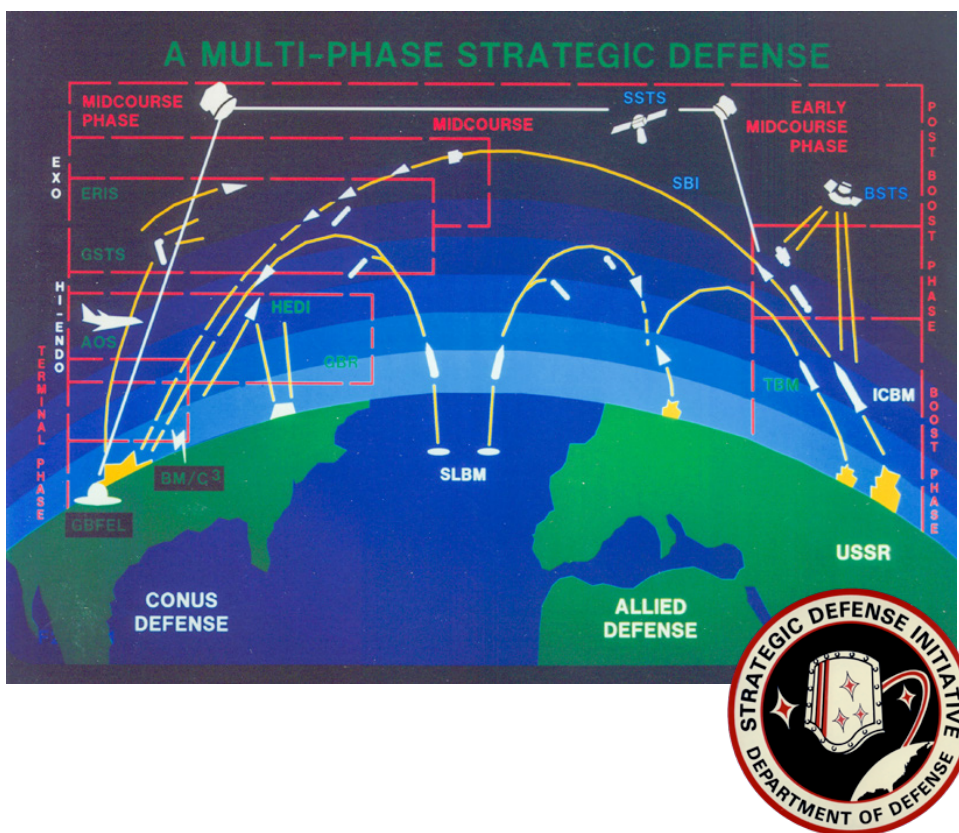 A MULTI-PHASE STRATEGIC DEFENSE
MIDCOURSE
PHASE
SSTS
MIDCOURSE
EARLY
MIDCOURSE
PHASE
POST BOOST PHASE
EXO
ERIS
SBI
BSTS
GSTS
HI-ENDO
HEDI
AOS
GBR
TBM
ICBM
TERMINAL PHASE
BOOST PHASE
BM/C³
SLBM
GBFEL
USSR
CONUS
DEFENSE
ALLIED
DEFENSE
STRATEGIC DEFENSE INITIATIVE
DEPARTMENT OF DEFENSE